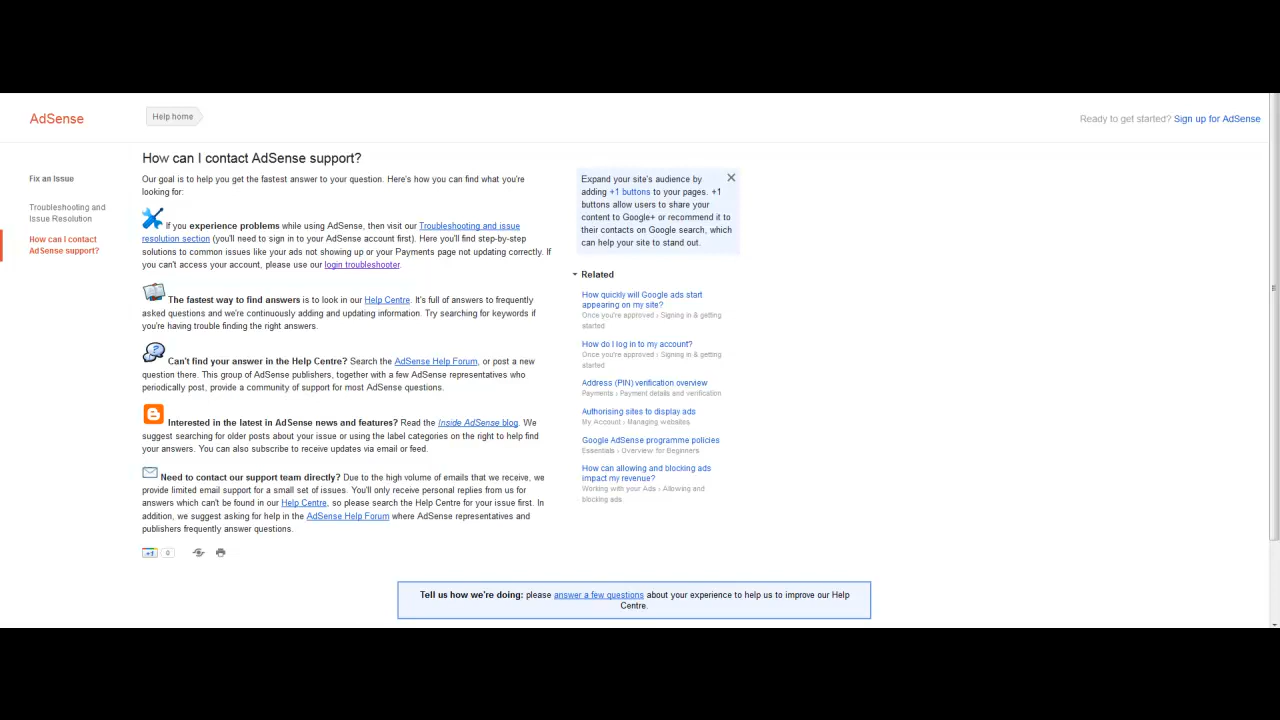 AdSense
Help home
Ready to get started? Sign up for AdSense
Fix an Issue
Troubleshooting and
Issue Resolution
How can I contact
AdSense support?
How can I contact AdSense support?
Our goal is to help you get the fastest answer to your question. Here's how you can find what you're
looking for:
If you experience problems while using AdSense, then visit our Troubleshooting and issue
resolution section (you'll need to sign in to your AdSense account first). Here you'll find step-by-step
solutions to common issues like your ads not showing up or your Payments page not updating correctly. If
you can't access your account, please use our login troubleshooter.
The fastest way to find answers is to look in our Help Centre. It's full of answers to frequently
asked questions and we're continuously adding and updating information. Try searching for keywords if
you're having trouble finding the right answers.
Can't find your answer in the Help Centre? Search the AdSense Help Forum, or post a new
question there. This group of AdSense publishers, together with a few AdSense representatives who
periodically post, provide a community of support for most AdSense questions.
Interested in the latest in AdSense news and features? Read the Inside AdSense blog. We
suggest searching for older posts about your issue or using the label categories on the right to help find
your answers. You can also subscribe to receive updates via email or feed.
Need to contact our support team directly? Due to the high volume of emails that we receive, we
provide limited email support for a small set of issues. You'll only receive personal replies from us for
answers which can't be found in our Help Centre, so please search the Help Centre for your issue first. In
addition, we suggest asking for help in the AdSense Help Forum where AdSense representatives and
publishers frequently answer questions.
+1 0
Expand your site's audience by
adding +1 buttons to your pages. +1
buttons allow users to share your
content to Google+ or recommend it to
their contacts on Google search, which
can help your site to stand out.
Related
How quickly will Google ads start
appearing on my site?
Once you're approved › Signing in & getting
started
How do I log in to my account?
Once you're approved › Signing in & getting
started
Address (PIN) verification overview
Payments › Payment details and verification
Authorising sites to display ads
My Account › Managing websites
Google AdSense programme policies
Essentials › Overview for Beginners
How can allowing and blocking ads
impact my revenue?
Working with your Ads › Allowing and
blocking ads
Tell us how we're doing: please answer a few questions about your experience to help us to improve our Help
Centre.